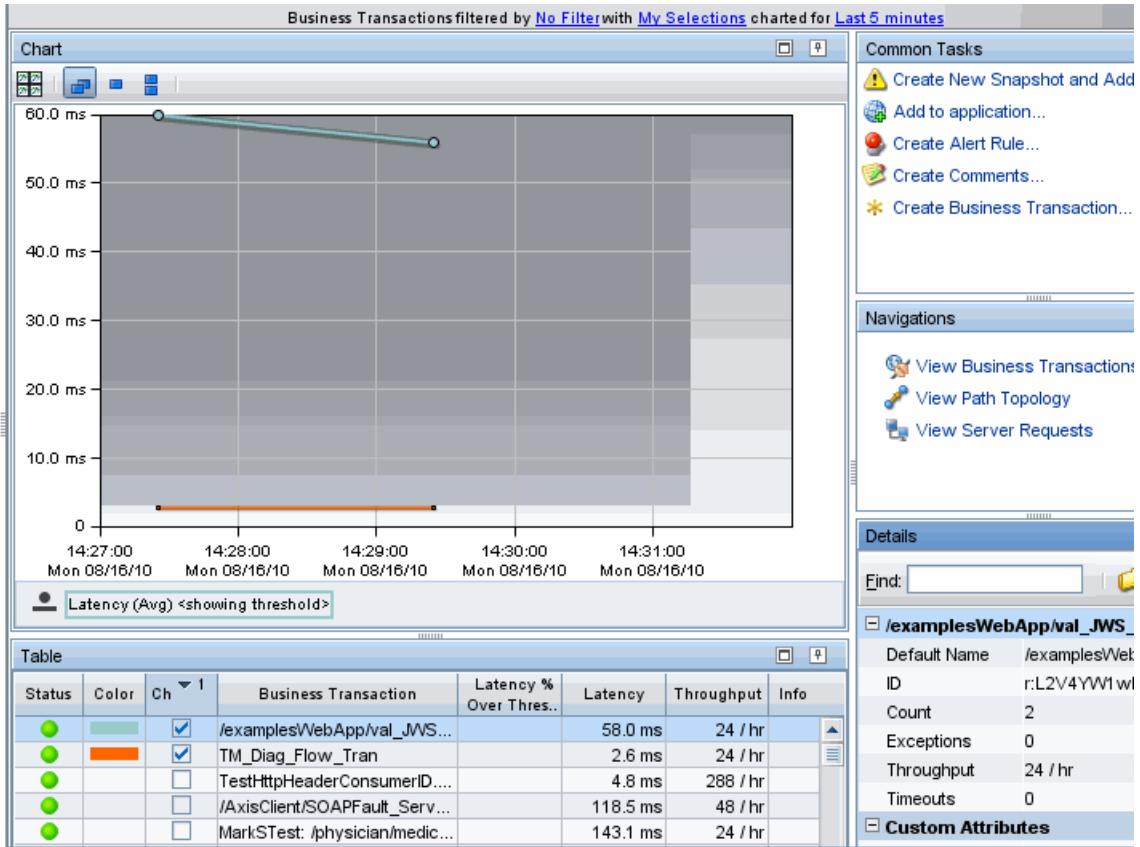 Business Transactions filtered by No Filter with My Selections charted for Last 5 minutes
Chart
60.0 ms
50.0 ms
40.0 ms
30.0 ms
20.0 ms
10.0 ms
0
14:27:00 14:28:00 14:29:00 14:30:00 14:31:00
Mon 08/16/10 Mon 08/16/10 Mon 08/16/10 Mon 08/16/10 Mon 08/16/10
Latency (Avg) <showing threshold>
Table
Status Color Ch 1 Business Transaction Latency % Over Thres.. Latency Throughput Info
/examplesWebApp/val_JWS... 58.0 ms 24 / hr
TM_Diag_Flow_Tran 2.6 ms 24 / hr
TestHttpHeaderConsumerID.... 4.8 ms 288 / hr
/AxisClient/SOAPFault_Serv... 118.5 ms 48 / hr
MarkSTest: /physician/medic... 143.1 ms 24 / hr
Common Tasks
Create New Snapshot and Add
Add to application...
Create Alert Rule...
Create Comments...
Create Business Transaction...
Navigations
View Business Transactions
View Path Topology
View Server Requests
Details
Find:
/examplesWebApp/val_JWS_
Default Name /examplesWeb
ID r:L2V4YW1wl
Count 2
Exceptions 0
Throughput 24 / hr
Timeouts 0
Custom Attributes